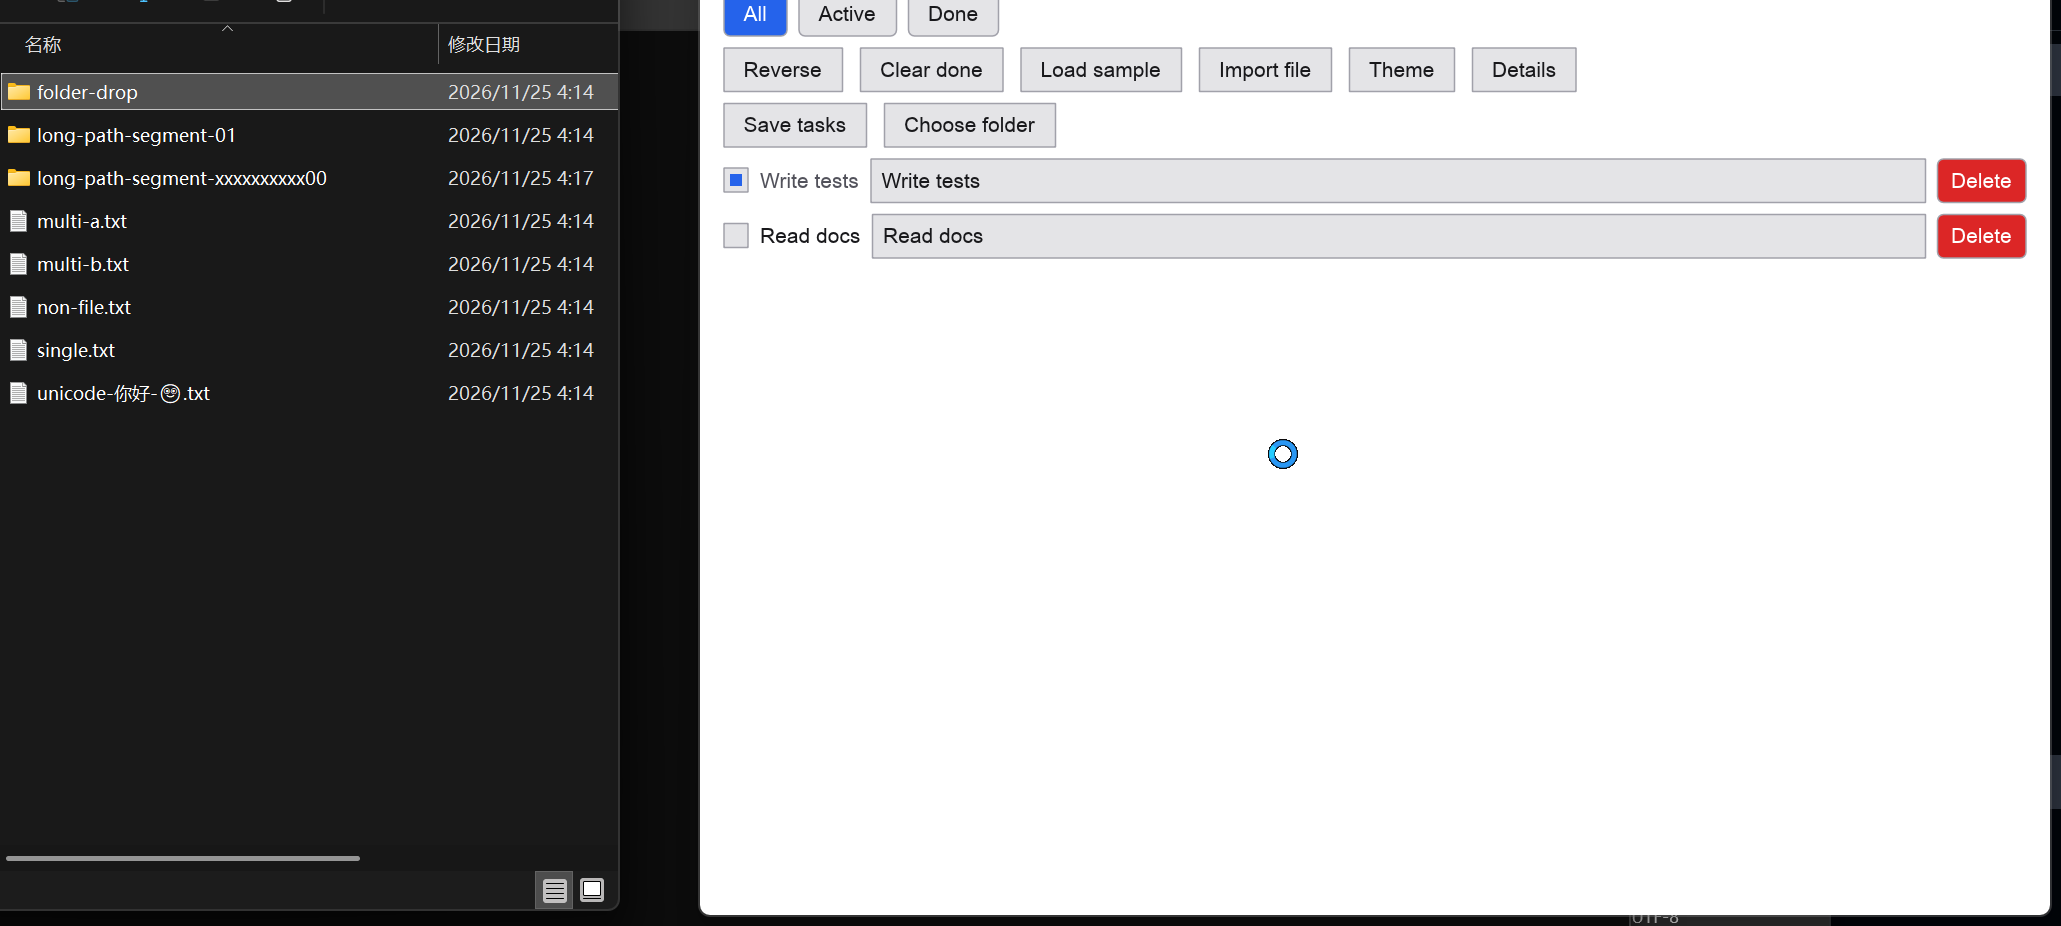 名称 修改日期
folder-drop 2026/11/25 4:14
long-path-segment-01 2026/11/25 4:14
long-path-segment-xxxxxxxxxx00 2026/11/25 4:17
multi-a.txt 2026/11/25 4:14
multi-b.txt 2026/11/25 4:14
non-file.txt 2026/11/25 4:14
single.txt 2026/11/25 4:14
unicode-你好-.txt 2026/11/25 4:14
All Active Done
Reverse Clear done Load sample Import file Theme Details
Save tasks Choose folder
Write tests Write tests Delete
Read docs Read docs Delete
UTF-8